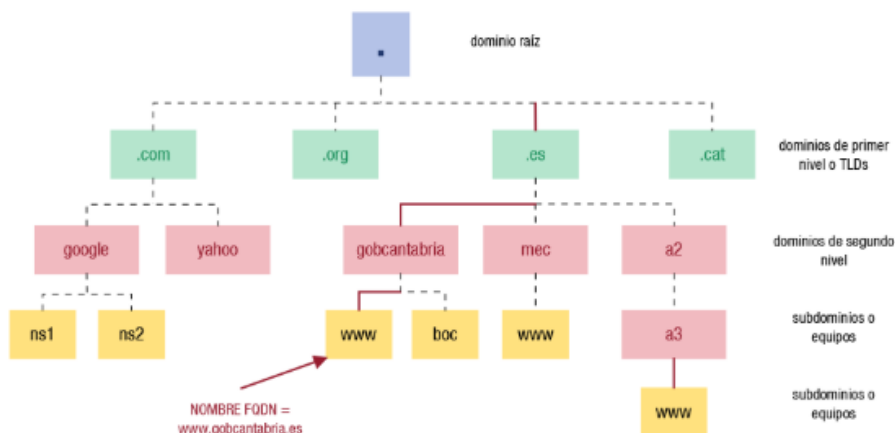 .
dominio raíz
.com
.org
.es
.cat
dominios de primer
nivel o TLDs
google
yahoo
gobcantabria
mec
a2
dominios de segundo
nivel
ns1
ns2
www
boc
www
a3
subdominios o
equipos
NOMBRE FQDN =
www.gobcantabria.es
www
subdominios o
equipos